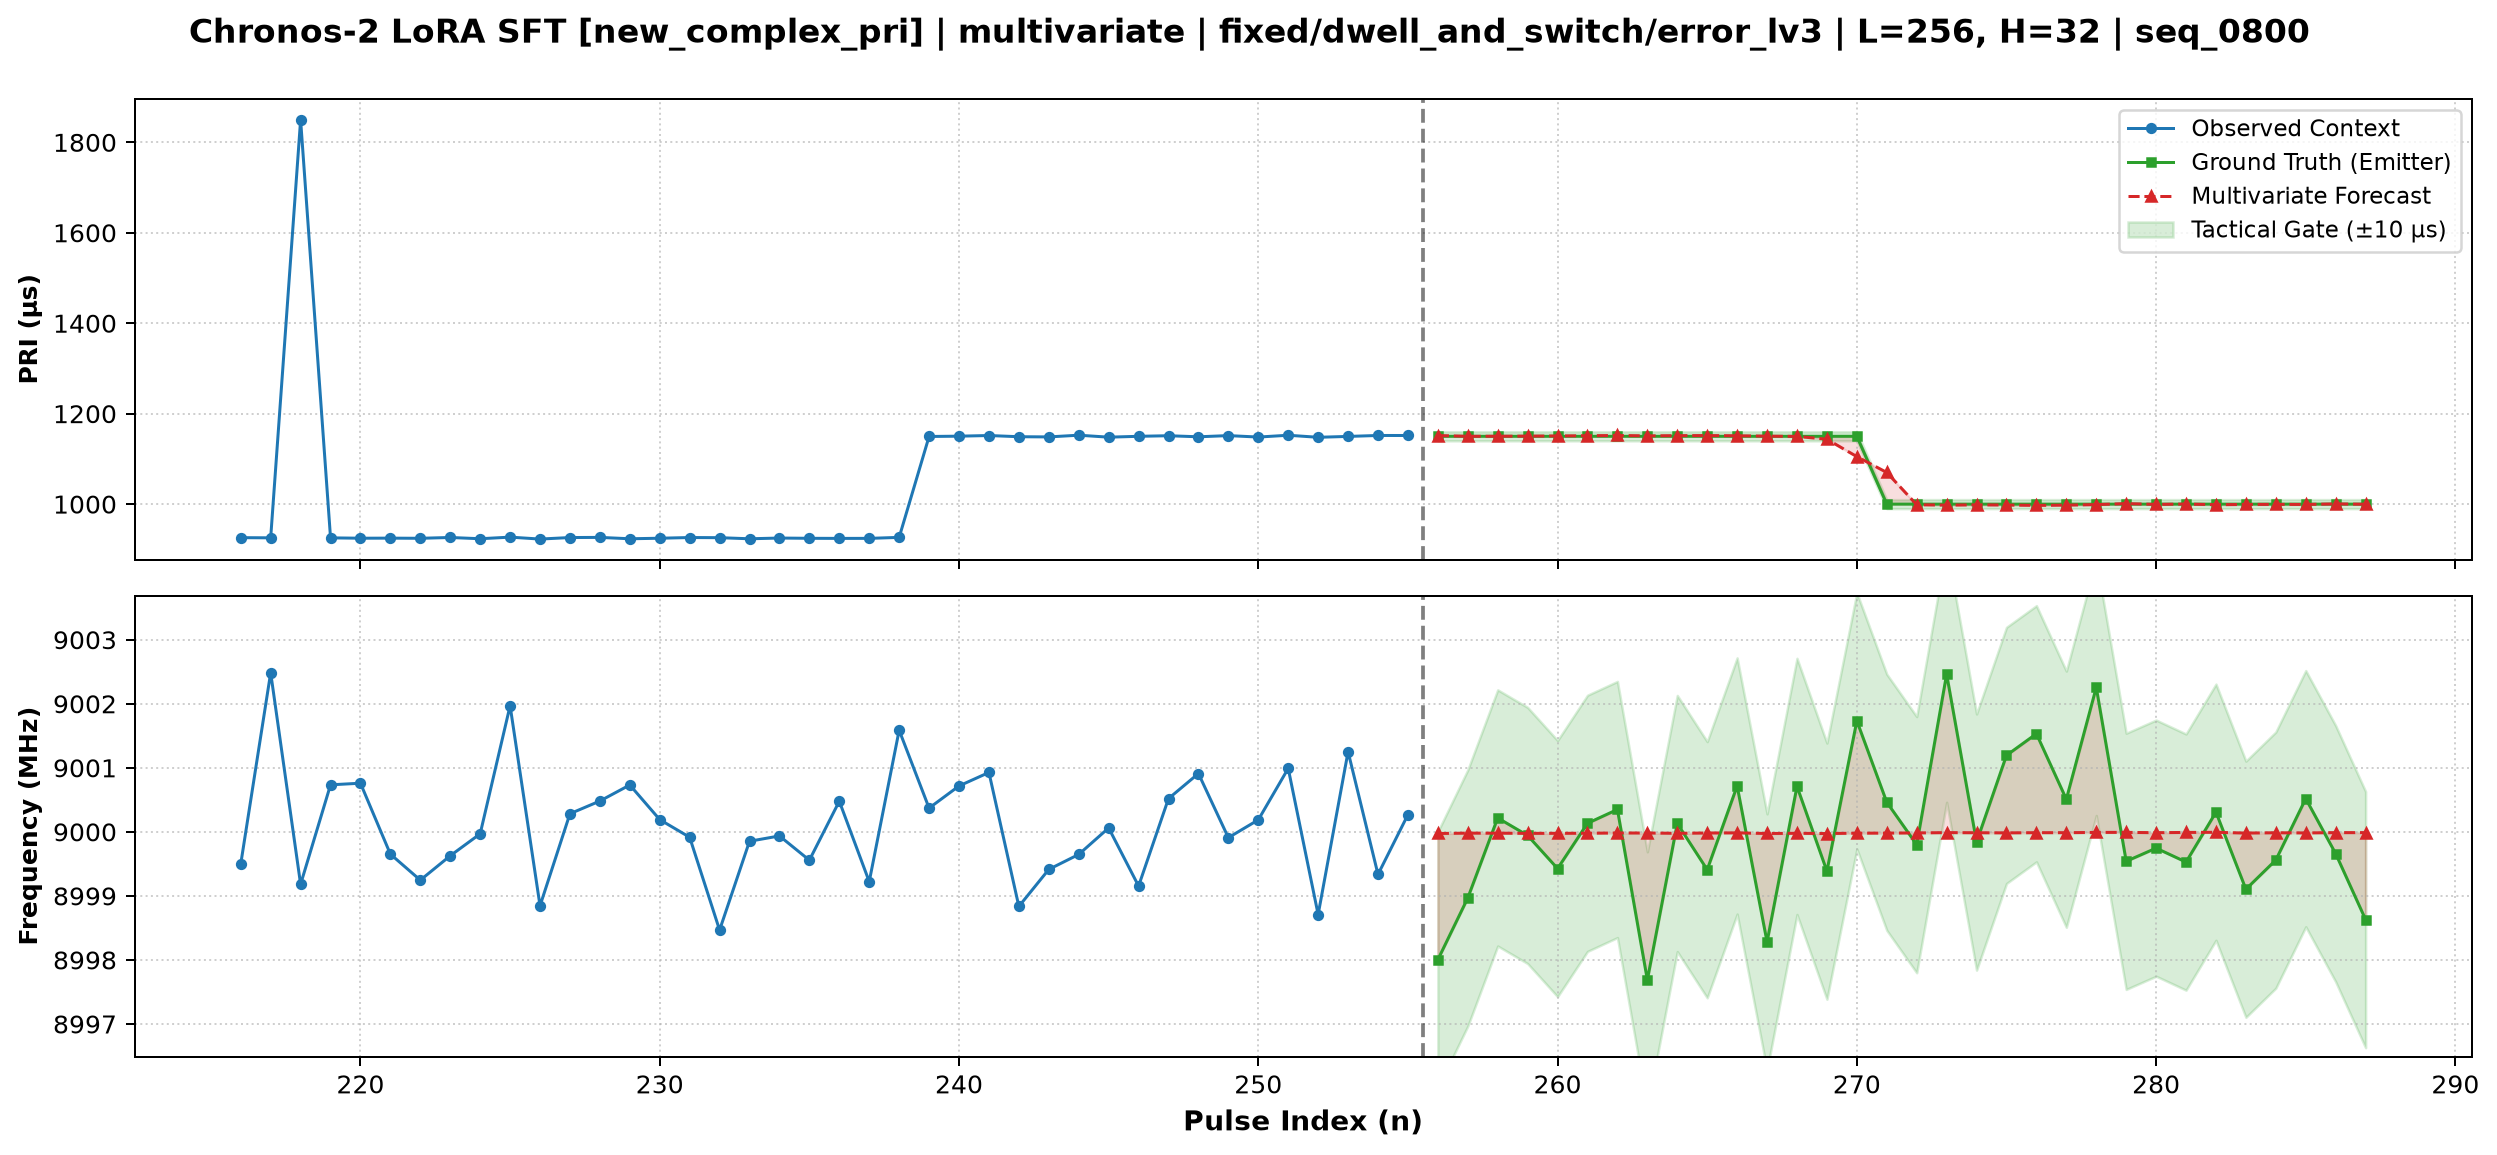 Chronos-2 LoRA SFT [new_complex_pri] | multivariate | fixed/dwell_and_switch/error_lv3 | L=256, H=32 | seq_0800
1800
1600
1400
1200
1000
PRI (µs)
Observed Context
Ground Truth (Emitter)
Multivariate Forecast
Tactical Gate (±10 µs)
9003
9002
9001
9000
8999
8998
8997
Frequency (MHz)
220 230 240 250 260 270 280 290
Pulse Index (n)